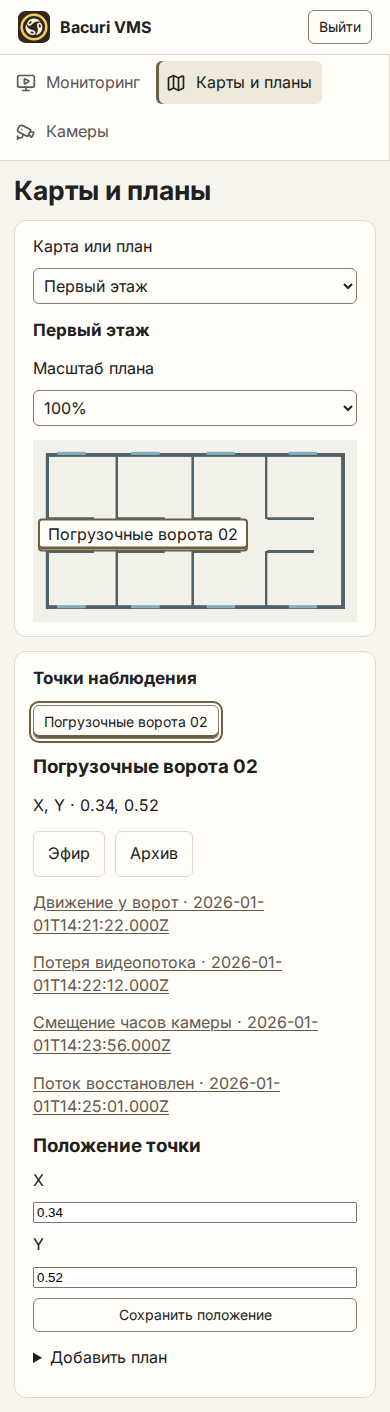 Bacuri VMS
Выйти
Мониторинг
Карты и планы
Камеры
Карты и планы
Карта или план
Первый этаж
Первый этаж
Масштаб плана
100%
Погрузочные ворота 02
Точки наблюдения
Погрузочные ворота 02
Погрузочные ворота 02
X, Y · 0.34, 0.52
Эфир
Архив
Движение у ворот · 2026-01-
01T14:21:22.000Z
Потеря видеопотока · 2026-01-
01T14:22:12.000Z
Смещение часов камеры · 2026-01-
01T14:23:56.000Z
Поток восстановлен · 2026-01-
01T14:25:01.000Z
Положение точки
X
0.34
Y
0.52
Сохранить положение
Добавить план